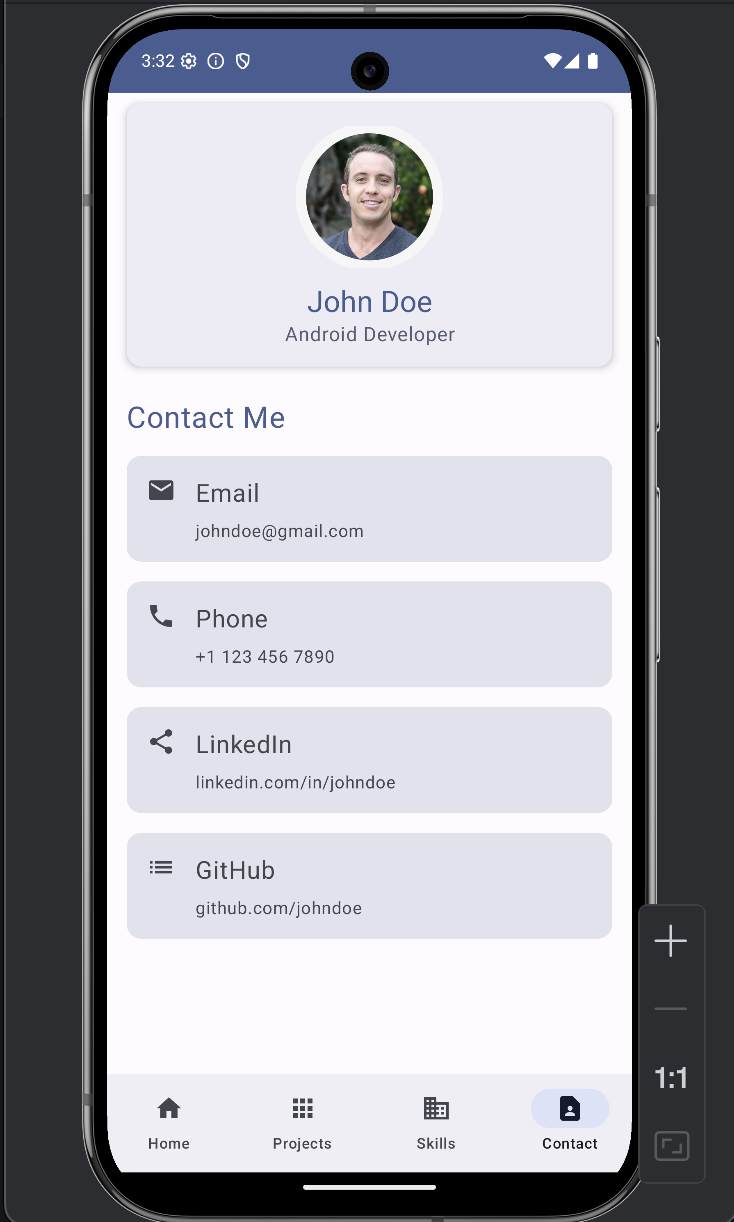 3:32
John Doe
Android Developer
Contact Me
Email
johndoe@gmail.com
Phone
+1 123 456 7890
LinkedIn
linkedin.com/in/johndoe
GitHub
github.com/johndoe
Home Projects Skills Contact
1:1